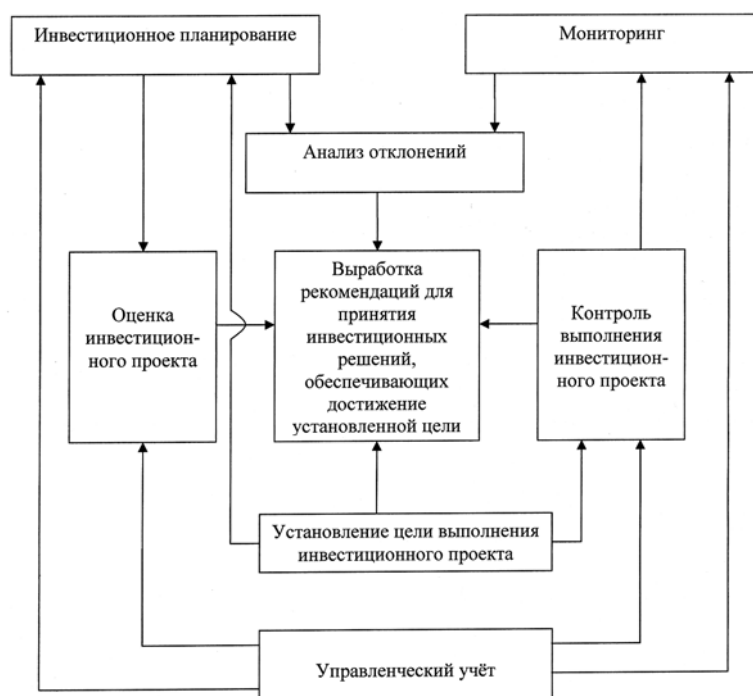 Инвестиционное планирование
Мониторинг
Анализ отклонений
Оценка
инвестицион-
ного проекта
Выработка
рекомендаций для
принятия
инвестиционных
решений,
обеспечивающих
достижение
установленной цели
Контроль
выполнения
инвестицион-
ного проекта
Установление цели выполнения
инвестиционного проекта
Управленческий учёт